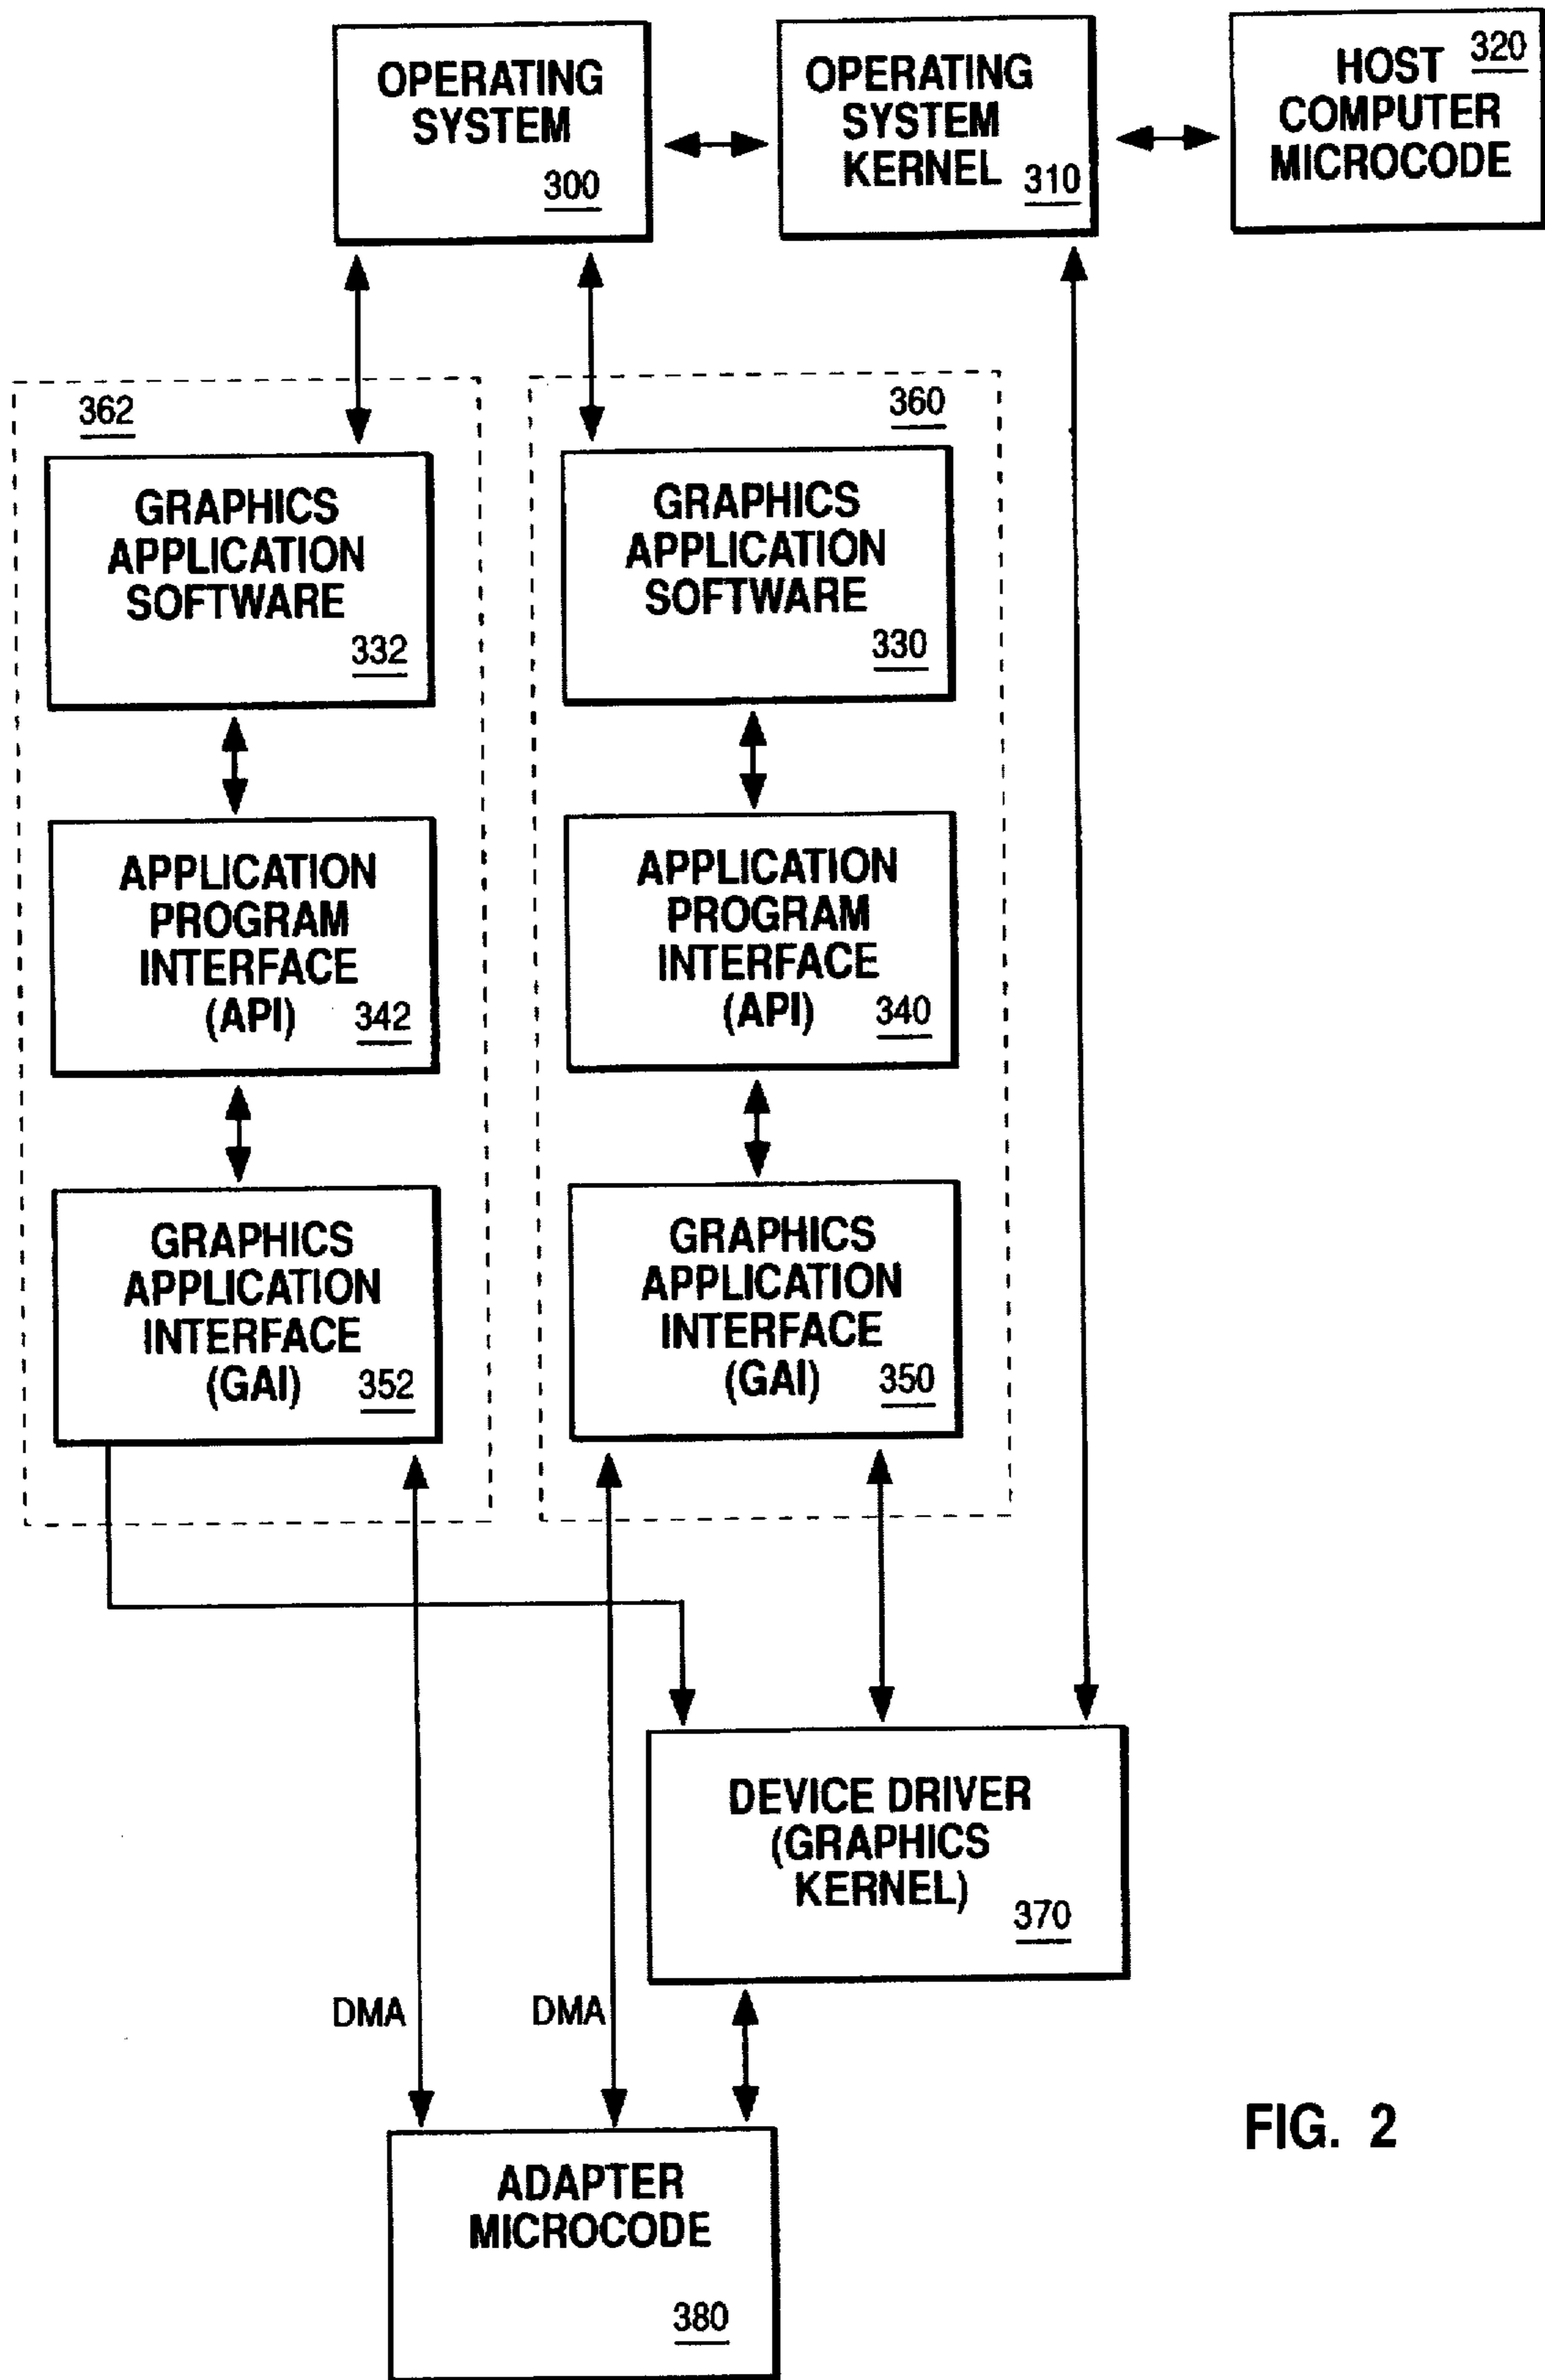 OPERATING
SYSTEM
300
OPERATING
SYSTEM
KERNEL
310
HOST
320
COMPUTER
MICROCODE
362
GRAPHICS
APPLICATION
SOFTWARE
332
360
GRAPHICS
APPLICATION
SOFTWARE
330
APPLICATION
PROGRAM
INTERFACE
(API)
342
APPLICATION
PROGRAM
INTERFACE
(API)
340
GRAPHICS
APPLICATION
INTERFACE
(GAI)
352
GRAPHICS
APPLICATION
INTERFACE
(GAI)
350
DEVICE DRIVER
(GRAPHICS
KERNEL)
370
DMA
DMA
ADAPTER
MICROCODE
380
FIG. 2